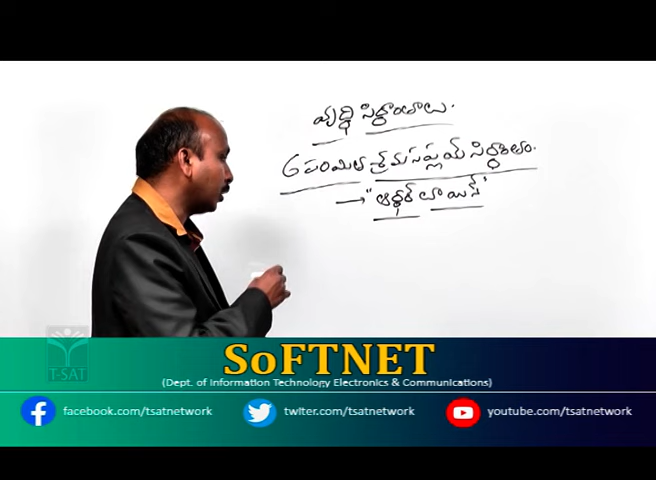 వృద్ధి సిద్ధాంతాలు.
అపరిమిత శ్రమ సప్లయ్ సిద్ధాంతం.
→ "ఆర్థర్ లూయిస్"
T-SAT
SoFTNET
(Dept. of Information Technology Electronics & Communications)
facebook.com/tsatnetwork
twiter.com/tsatnetwork
youtube.com/tsatnetwork